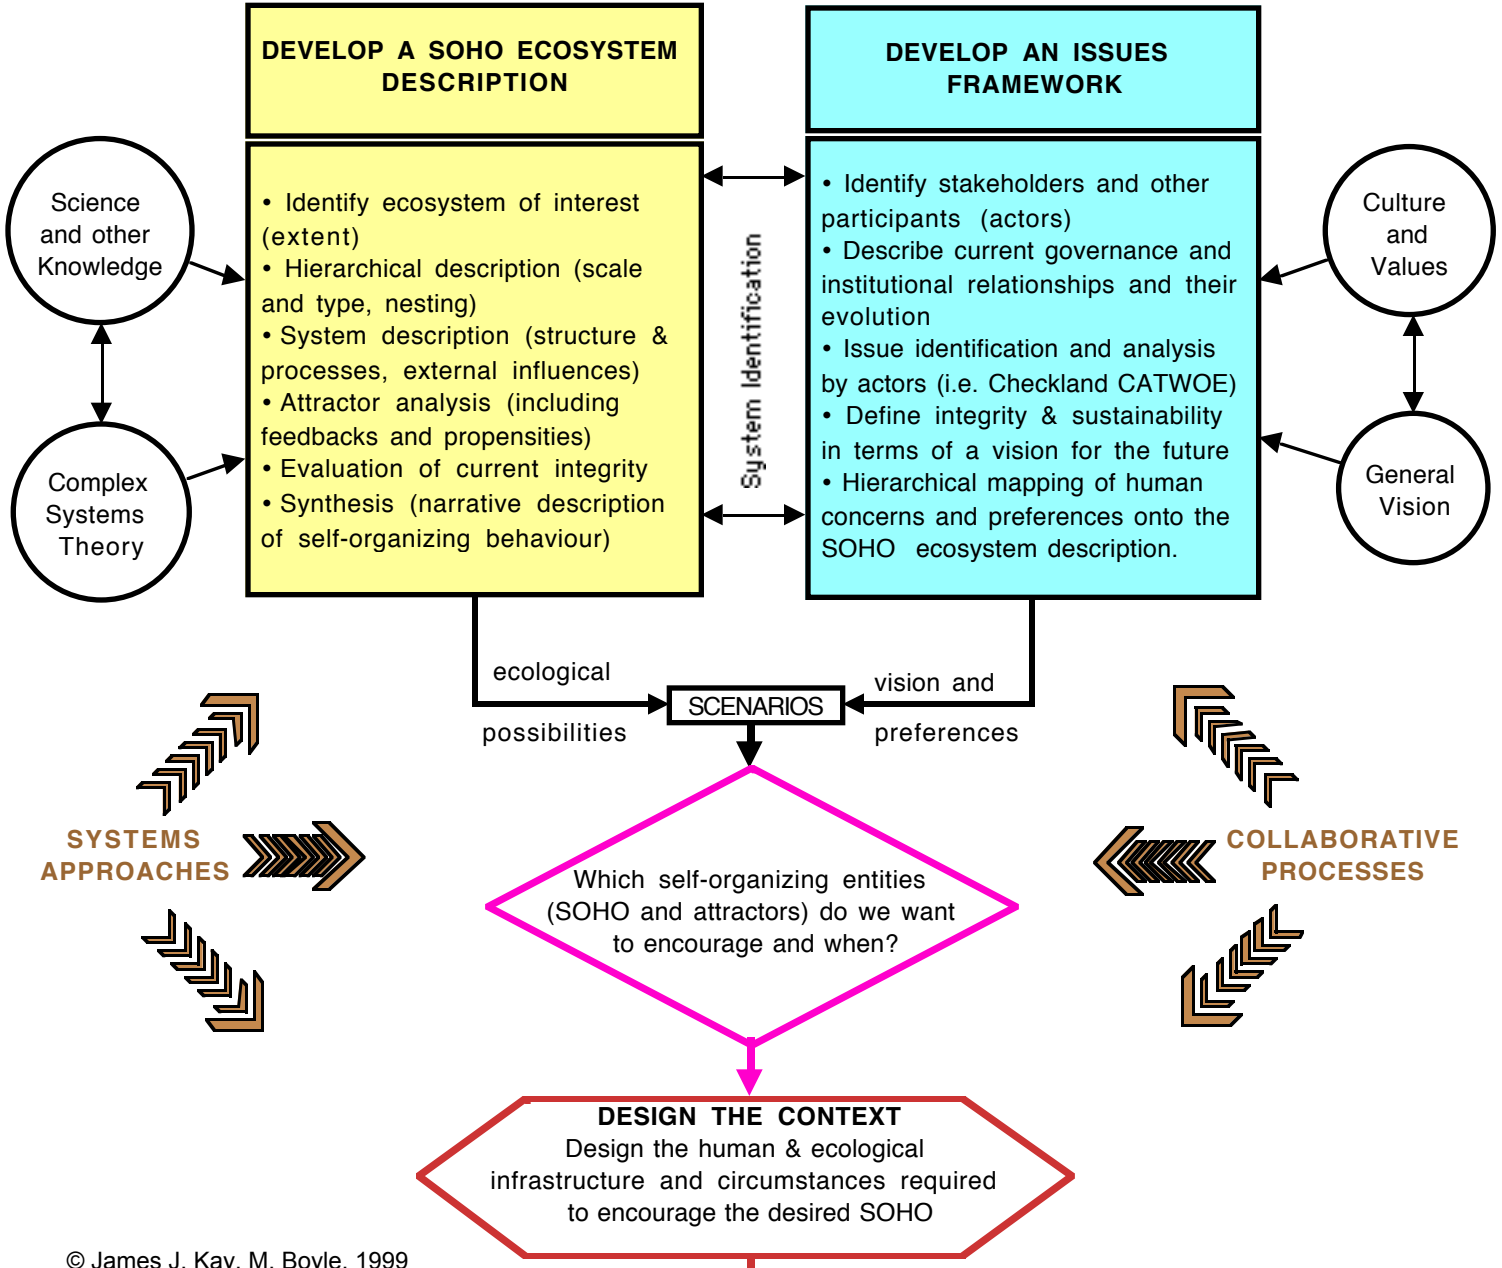 DEVELOP A SOHO ECOSYSTEM
DESCRIPTION
DEVELOP AN ISSUES
FRAMEWORK
Science
and other
Knowledge
Complex
Systems
Theory
• Identify ecosystem of interest
(extent)
• Hierarchical description (scale
and type, nesting)
• System description (structure &
processes, external influences)
• Attractor analysis (including
feedbacks and propensities)
• Evaluation of current integrity
• Synthesis (narrative description
of self-organizing behaviour)
System Identification
• Identify stakeholders and other
participants (actors)
• Describe current governance and
institutional relationships and their
evolution
• Issue identification and analysis
by actors (i.e. Checkland CATWOE)
• Define integrity & sustainability
in terms of a vision for the future
• Hierarchical mapping of human
concerns and preferences onto the
SOHO ecosystem description.
Culture
and
Values
General
Vision
ecological
possibilities
SCENARIOS
vision and
preferences
SYSTEMS
APPROACHES
COLLABORATIVE
PROCESSES
Which self-organizing entities
(SOHO and attractors) do we want
to encourage and when?
DESIGN THE CONTEXT
Design the human & ecological
infrastructure and circumstances required
to encourage the desired SOHO
© James J. Kay, M. Boyle, 1999